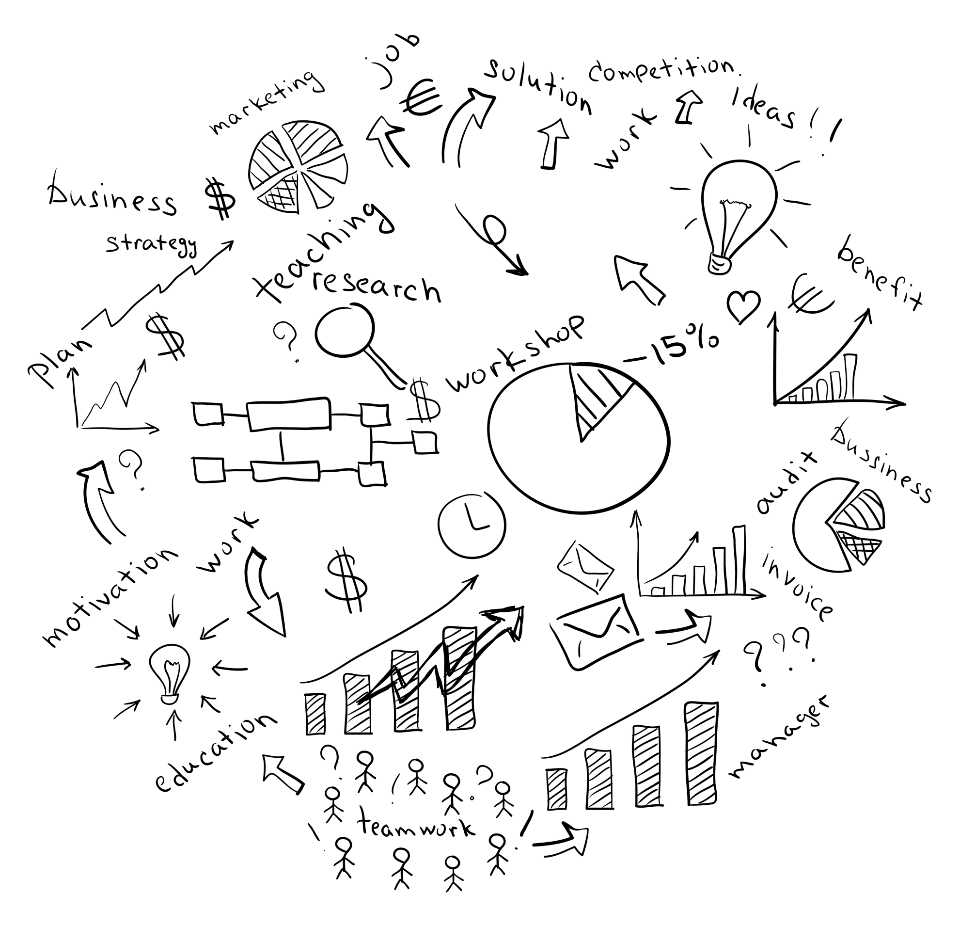 job
€
solution
competition.
marketing
Ideas!!
work
business $
strategy
teaching
research
benefit
€
?
$
plan
workshop
-15%
$
bussiness
audit
?
work
motivation
$
invoice
???
education
manager
?
!
?
teamwork
!
!